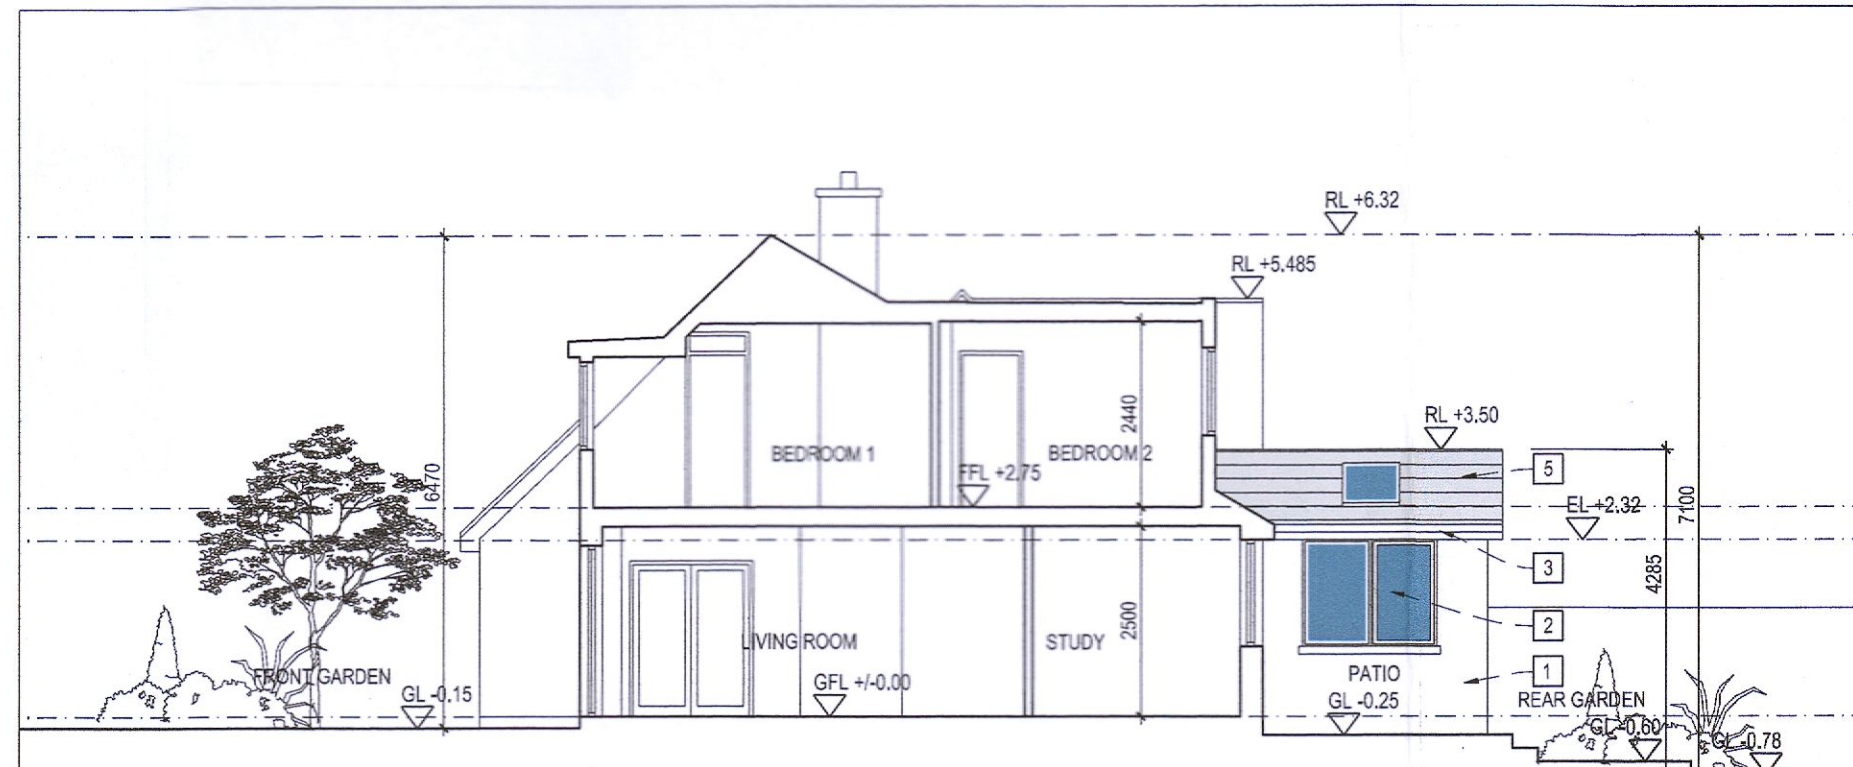 RL +6.32
RL +5.485
RL +3.50
2440
BEDROOM 1
BEDROOM 2
5
6470
FFL +2.75
EL +2.32
7100
3
4285
2500
2
LIVING ROOM
STUDY
FRONT GARDEN
PATIO
1
GL -0.15
GFL +/-0.00
GL -0.25
REAR GARDEN
GL -0.60
GL -0.78